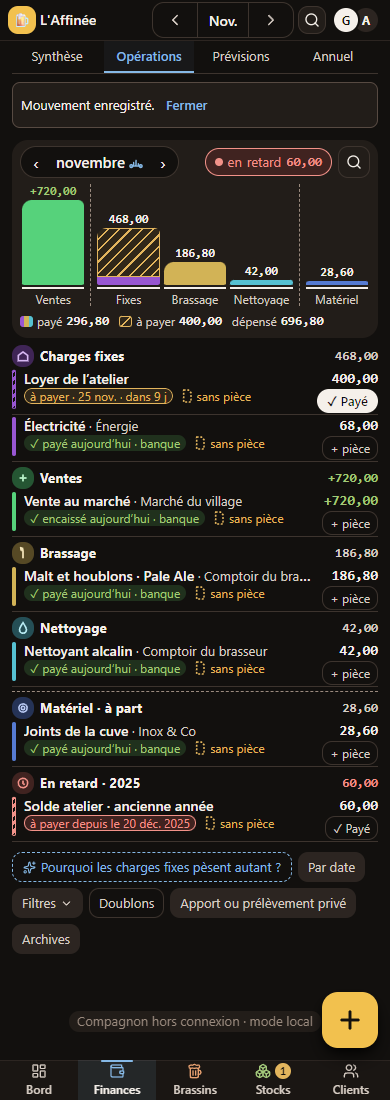 L'Affinée
Nov.
G A
Synthèse Opérations Prévisions Annuel
Mouvement enregistré. Fermer
novembre en retard 60,00
+720,00
468,00
186,80
42,00
28,60
Ventes Fixes Brassage Nettoyage Matériel
payé 296,80 à payer 400,00 dépensé 696,80
Charges fixes 468,00
Loyer de l'atelier 400,00
à payer · 25 nov. · dans 9 j sans pièce ✓ Payé
Électricité · Énergie 68,00
✓ payé aujourd'hui · banque sans pièce + pièce
Ventes +720,00
Vente au marché · Marché du village +720,00
✓ encaissé aujourd'hui · banque sans pièce + pièce
Brassage 186,80
Malt et houblons · Pale Ale · Comptoir du bra... 186,80
✓ payé aujourd'hui · banque sans pièce + pièce
Nettoyage 42,00
Nettoyant alcalin · Comptoir du brasseur 42,00
✓ payé aujourd'hui · banque sans pièce + pièce
Matériel · à part 28,60
Joints de la cuve · Inox & Co 28,60
✓ payé aujourd'hui · banque sans pièce + pièce
En retard · 2025 60,00
Solde atelier · ancienne année 60,00
à payer depuis le 20 déc. 2025 sans pièce ✓ Payé
Pourquoi les charges fixes pèsent autant ? Par date
Filtres Doublons Apport ou prélèvement privé
Archives
Compagnon hors connexion · mode local
+
1
Bord Finances Brassins Stocks Clients